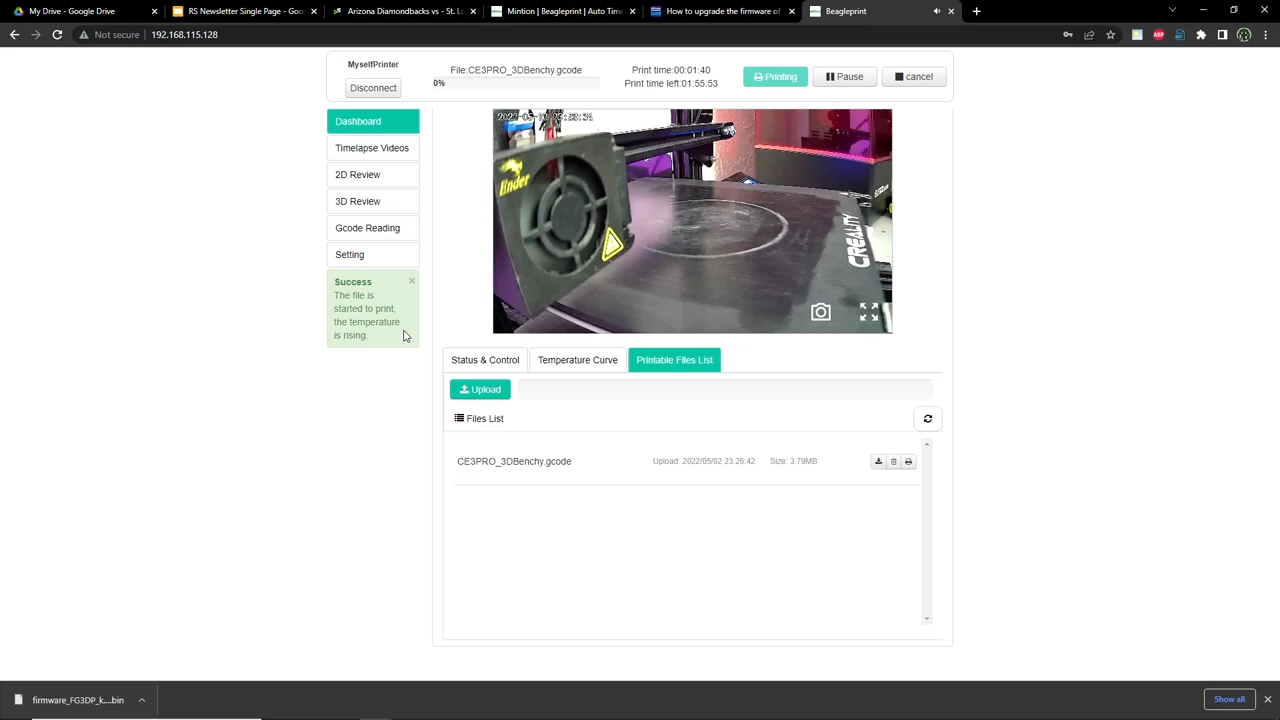 My Drive - Google Drive
RS Newsletter Single Page - Goo
Arizona Diamondbacks vs - St. Lo
Mintion | Beagleprint | Auto Time
How to upgrade the firmware of
Beagleprint
Not secure
192.168.115.128
MyselfPrinter
Disconnect
File:CE3PRO_3DBenchy.gcode
0%
Print time:00:01:40
Print time left:01:55:53
Printing
Pause
cancel
Dashboard
Timelapse Videos
2D Review
3D Review
Gcode Reading
Setting
Success
The file is
started to print,
the temperature
is rising.
Ender
CREALITY
Status & Control
Temperature Curve
Printable Files List
Upload
Files List
CE3PRO_3DBenchy.gcode
Upload: 2022/05/02 23:26:42
Size: 3.79MB
firmware_FG3DP_k....bin
Show all